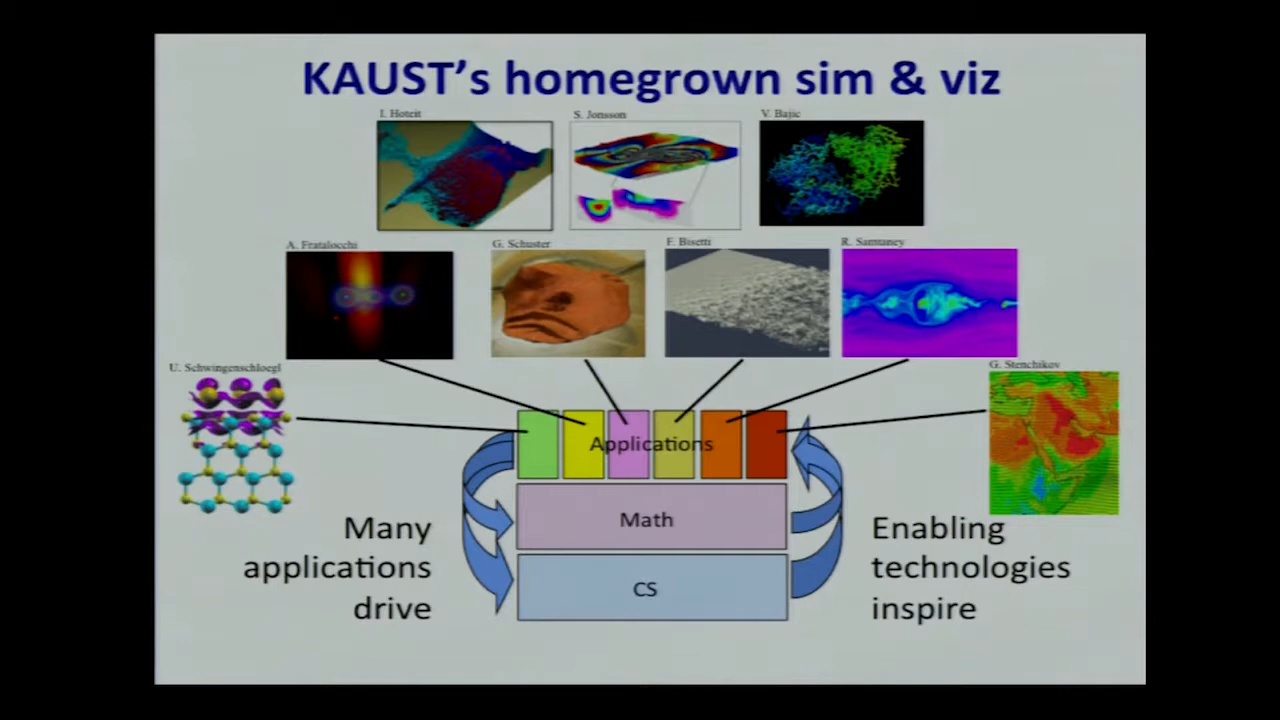 KAUST's homegrown sim & viz
I. Hoteit
S. Jonsson
V. Bajic
A. Fratalocchi
G. Schuster
F. Bisetti
R. Samtaney
U. Schwingenschloegl
G. Stenchikov
Applications
Math
CS
Many
applications
drive
Enabling
technologies
inspire